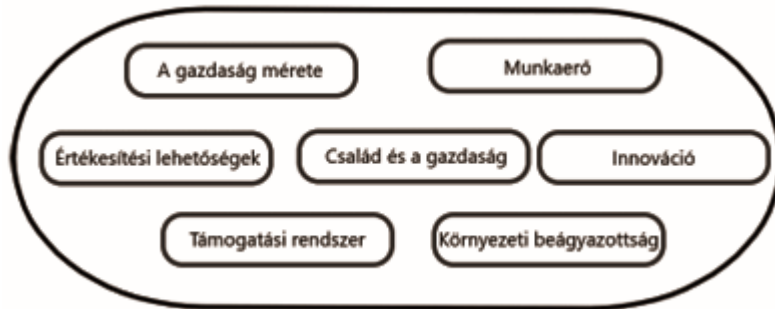 A gazdaság mérete
Munkaerő
Értékesítési lehetőségek
Család és a gazdaság
Innováció
Támogatási rendszer
Környezeti beágyazottság